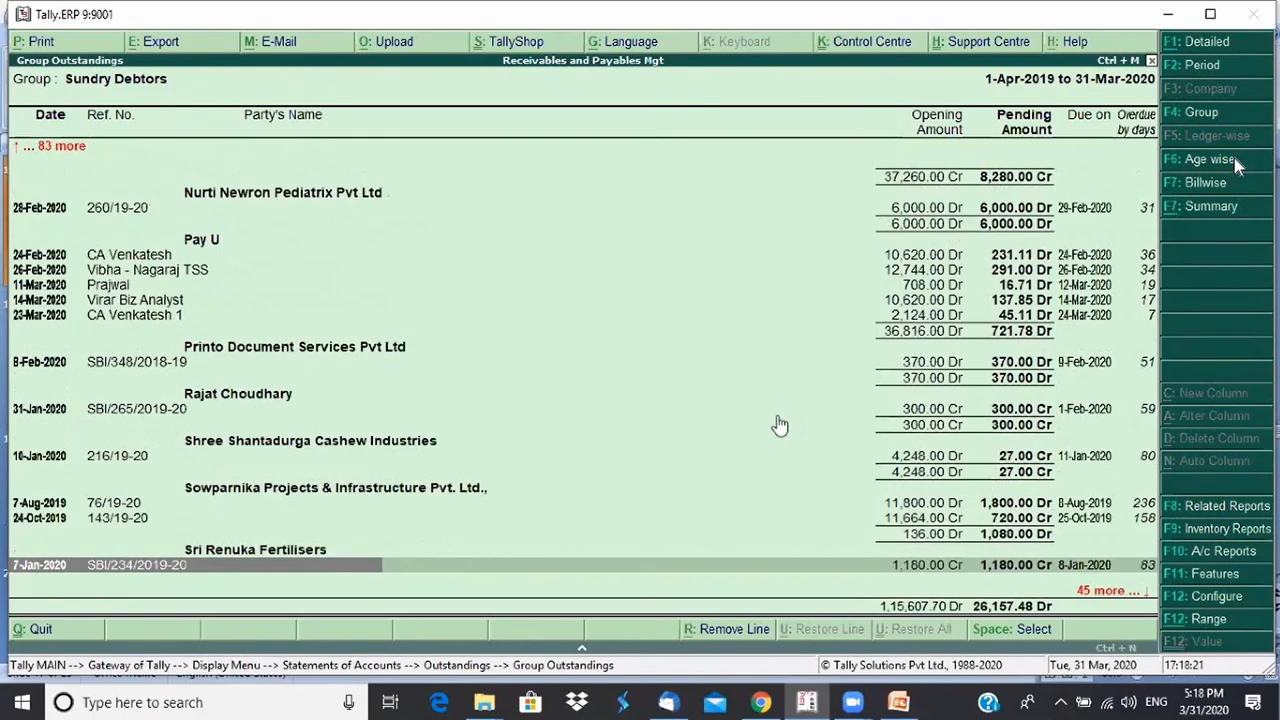 Tally.ERP 9:9001
P: Print E: Export M: E-Mail O: Upload S: TallyShop G: Language K: Keyboard K: Control Centre H: Support Centre H: Help
Group Outstandings Receivables and Payables Mgt Ctrl + M
Group : Sundry Debtors 1-Apr-2019 to 31-Mar-2020
Date Ref. No. Party's Name Opening Amount Pending Amount Due on Overdue by days
↑ ... 83 more
37,260.00 Cr 8,280.00 Cr
Nurti Newron Pediatrix Pvt Ltd
28-Feb-2020 260/19-20 6,000.00 Dr 6,000.00 Dr 29-Feb-2020 31
6,000.00 Dr 6,000.00 Dr
Pay U
24-Feb-2020 CA Venkatesh 10,620.00 Dr 231.11 Dr 24-Feb-2020 36
26-Feb-2020 Vibha - Nagaraj TSS 12,744.00 Dr 291.00 Dr 26-Feb-2020 34
11-Mar-2020 Prajwal 708.00 Dr 16.71 Dr 12-Mar-2020 19
14-Mar-2020 Virar Biz Analyst 10,620.00 Dr 137.85 Dr 14-Mar-2020 17
23-Mar-2020 CA Venkatesh 1 2,124.00 Dr 45.11 Dr 24-Mar-2020 7
36,816.00 Dr 721.78 Dr
Printo Document Services Pvt Ltd
8-Feb-2020 SBI/348/2018-19 370.00 Dr 370.00 Dr 9-Feb-2020 51
370.00 Dr 370.00 Dr
Rajat Choudhary
31-Jan-2020 SBI/265/2019-20 300.00 Cr 300.00 Cr 1-Feb-2020 59
300.00 Cr 300.00 Cr
Shree Shantadurga Cashew Industries
10-Jan-2020 216/19-20 4,248.00 Dr 27.00 Cr 11-Jan-2020 80
4,248.00 Dr 27.00 Cr
Sowparnika Projects & Infrastructure Pvt. Ltd.,
7-Aug-2019 76/19-20 11,800.00 Dr 1,800.00 Dr 8-Aug-2019 236
24-Oct-2019 143/19-20 11,664.00 Cr 720.00 Cr 25-Oct-2019 158
136.00 Dr 1,080.00 Dr
Sri Renuka Fertilisers
7-Jan-2020 SBI/234/2019-20 1,180.00 Cr 1,180.00 Cr 8-Jan-2020 83
45 more ... ↓
1,15,607.70 Dr 26,157.48 Dr
Q: Quit R: Remove Line U: Restore Line U: Restore All Space: Select
Ctrl + N
Tally MAIN --> Gateway of Tally --> Display Menu --> Statements of Accounts --> Outstandings --> Group Outstandings © Tally Solutions Pvt Ltd., 1988-2020 Tue, 31 Mar, 2020 17:18:21
F1: Detailed
F2: Period
F3: Company
F4: Group
F5: Ledger-wise
F6: Age wise
F7: Billwise
F7: Summary
C: New Column
A: Alter Column
D: Delete Column
N: Auto Column
F8: Related Reports
F9: Inventory Reports
F10: A/c Reports
F11: Features
F12: Configure
F12: Range
F12: Value
Type here to search ENG 5:18 PM
3/31/2020